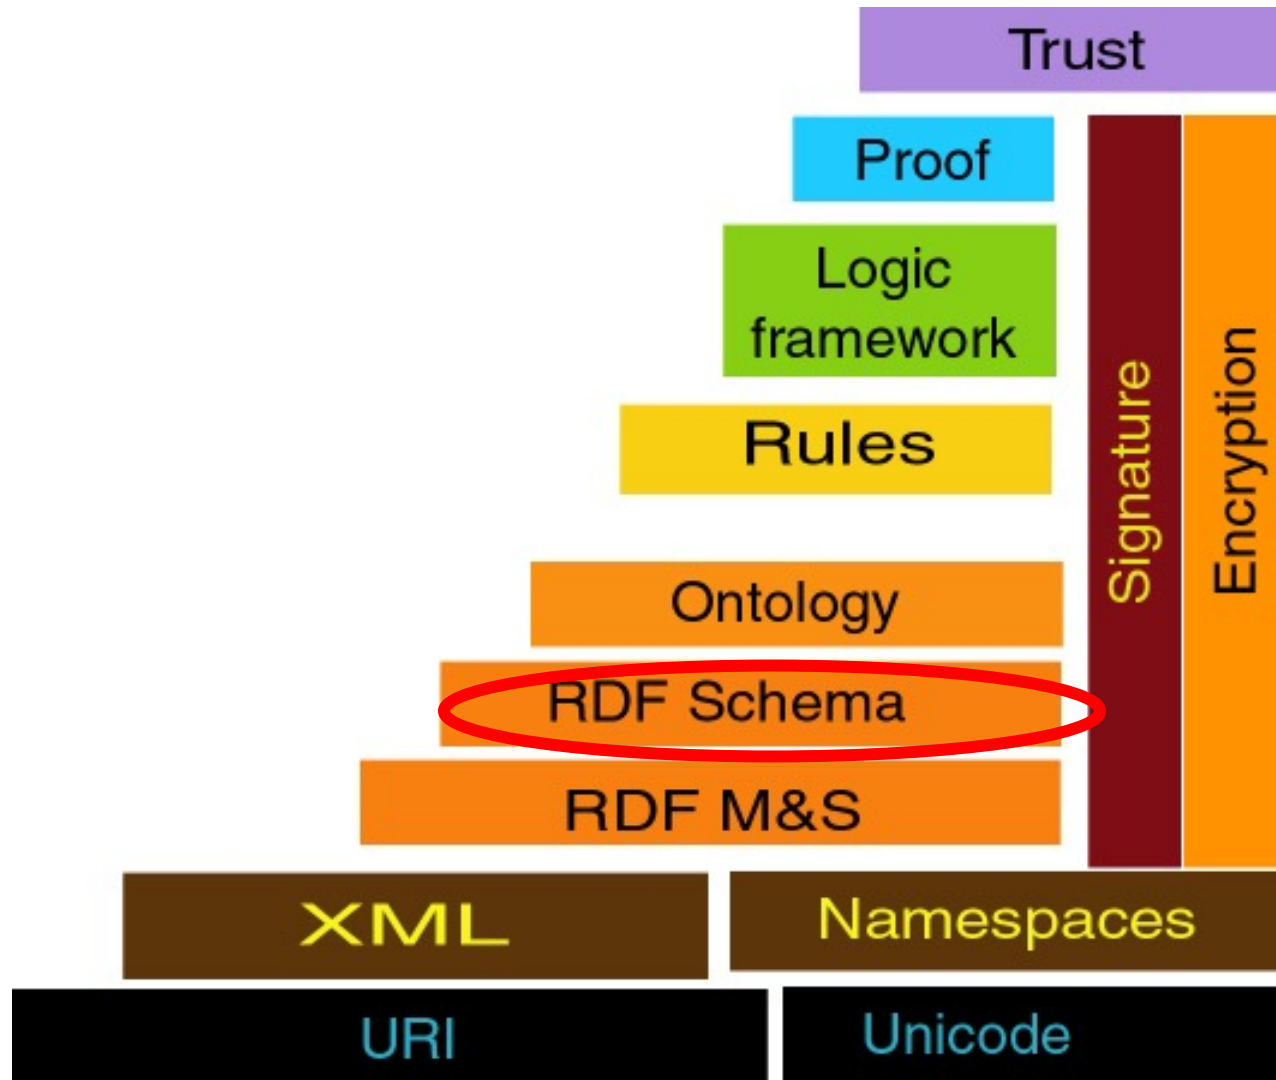 Trust
Proof
Logic
framework
Rules
Signature
Encryption
Ontology
RDF Schema
RDF M&S
XML
Namespaces
URI
Unicode